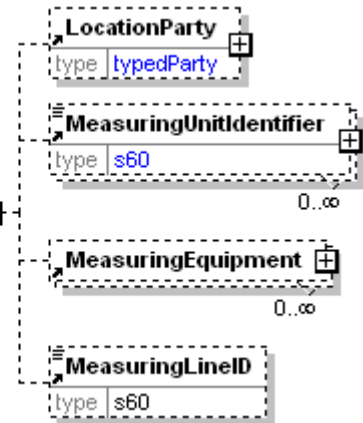 LocationParty
type typedParty
MeasuringUnitIdentifier
type s60
0..∞
MeasuringEquipment
0..∞
MeasuringLineID
type s60